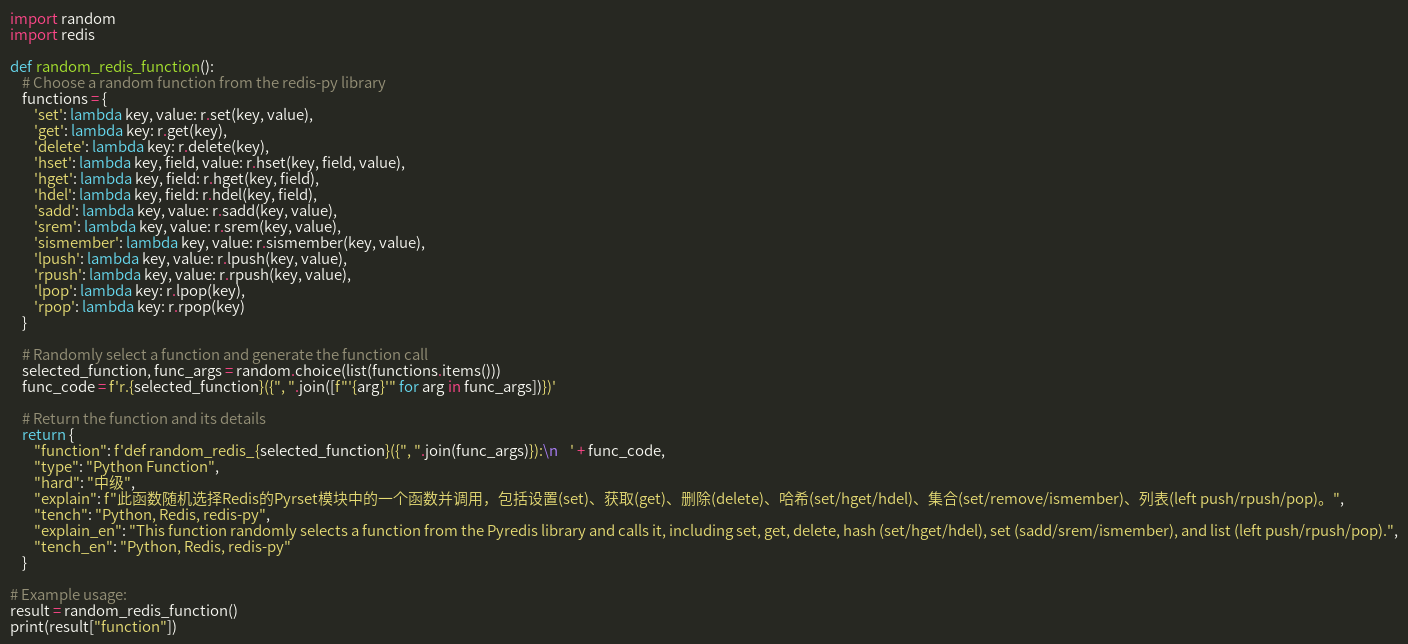 import random
import redis

def random_redis_function():
    # Choose a random function from the redis-py library
    functions = {
        'set': lambda key, value: r.set(key, value),
        'get': lambda key: r.get(key),
        'delete': lambda key: r.delete(key),
        'hset': lambda key, field, value: r.hset(key, field, value),
        'hget': lambda key, field: r.hget(key, field),
        'hdel': lambda key, field: r.hdel(key, field),
        'sadd': lambda key, value: r.sadd(key, value),
        'srem': lambda key, value: r.srem(key, value),
        'sismember': lambda key, value: r.sismember(key, value),
        'lpush': lambda key, value: r.lpush(key, value),
        'rpush': lambda key, value: r.rpush(key, value),
        'lpop': lambda key: r.lpop(key),
        'rpop': lambda key: r.rpop(key)
    }

    # Randomly select a function and generate the function call
    selected_function, func_args = random.choice(list(functions.items()))
    func_code = f'r.{selected_function}({", ".join([f"'{arg}'" for arg in func_args])})'

    # Return the function and its details
    return {
        "function": f'def random_redis_{selected_function}({", ".join(func_args)}):\n    ' + func_code,
        "type": "Python Function",
        "hard": "中级",
        "explain": f"此函数随机选择Redis的Pyrset模块中的一个函数并调用，包括设置(set)、获取(get)、删除(delete)、哈希(set/hget/hdel)、集合(set/remove/ismember)、列表(left push/rpush/pop)。",
        "tench": "Python, Redis, redis-py",
        "explain_en": "This function randomly selects a function from the Pyredis library and calls it, including set, get, delete, hash (set/hget/hdel), set (sadd/srem/ismember), and list (left push/rpush/pop).",
        "tench_en": "Python, Redis, redis-py"
    }

# Example usage:
result = random_redis_function()
print(result["function"])